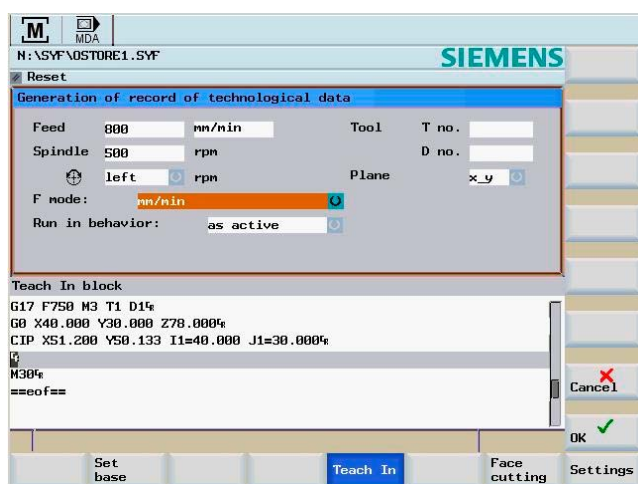 M
MDA
N:\SYF\OSTORE1.SYF
SIEMENS
Reset
Generation of record of technological data
Feed 800 mm/min Tool T no.
Spindle 500 rpm D no.
left rpm Plane x_y
F mode: mm/min
Run in behavior: as active
Teach In block
G17 F750 M3 T1 D1
G0 X40.000 Y30.000 Z78.000
CIP X51.200 Y50.133 I1=40.000 J1=30.000
M30
==eof==
Cancel
OK
Set base Teach In Face cutting Settings